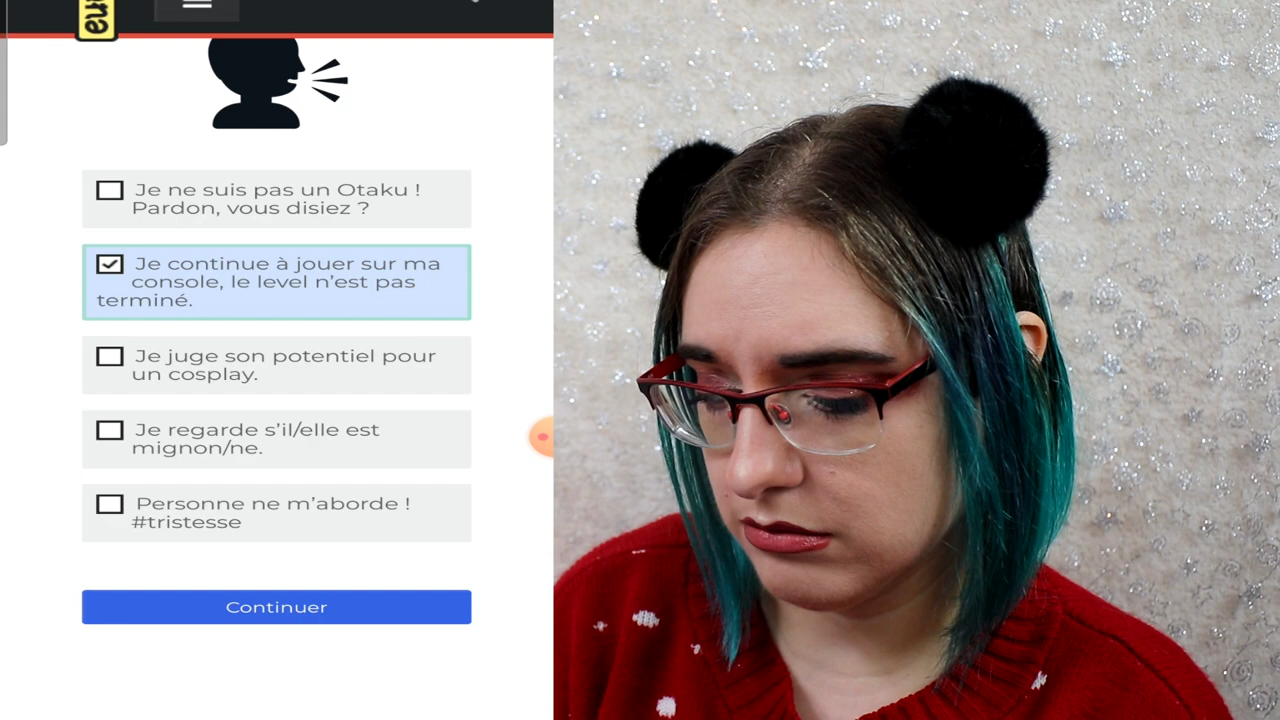 Je ne suis pas un Otaku !
Pardon, vous disiez ?
Je continue à jouer sur ma
console, le level n’est pas
terminé.
Je juge son potentiel pour
un cosplay.
Je regarde s’il/elle est
mignon/ne.
Personne ne m’aborde !
#tristesse
Continuer